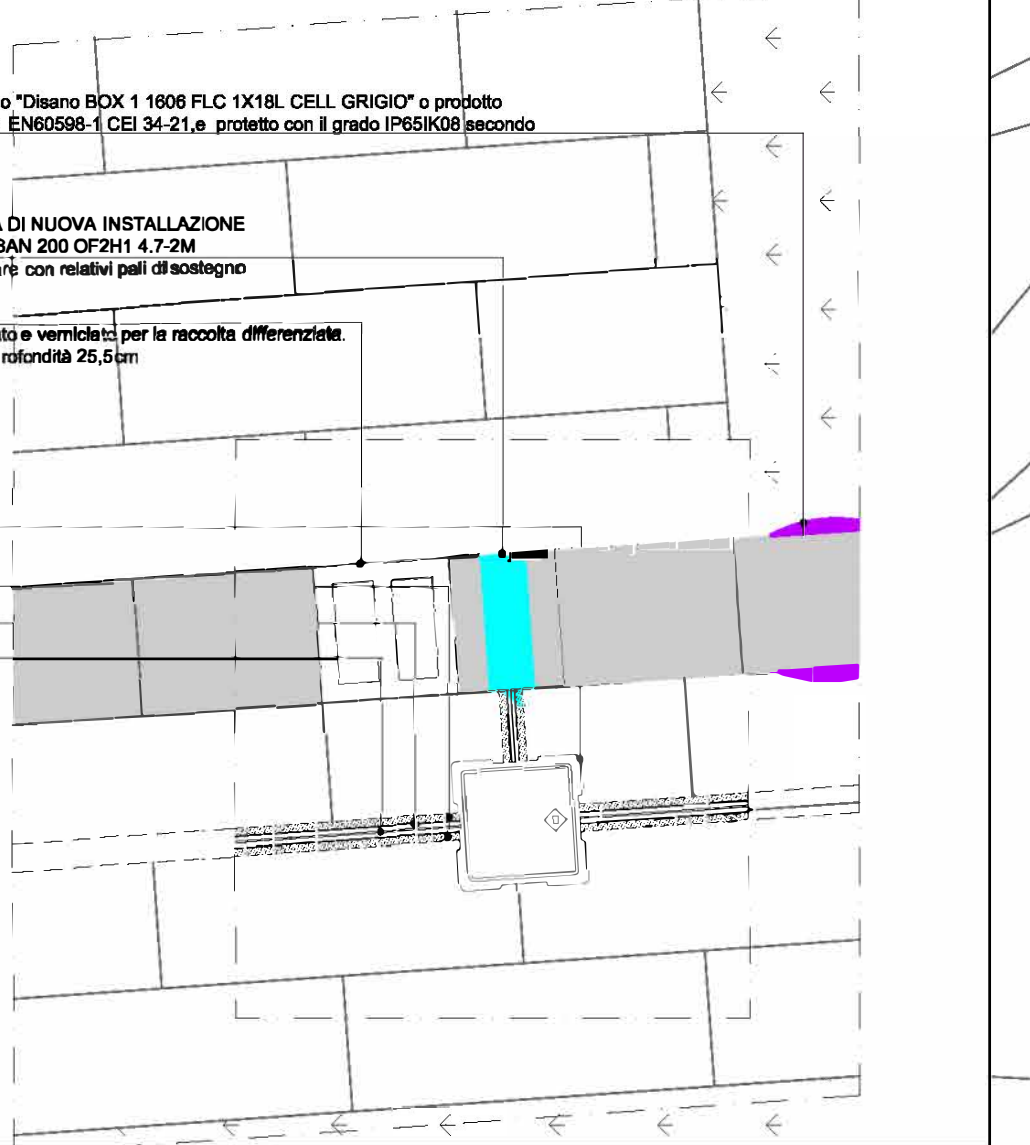 o "Disano BOX 1 1606 FLC 1X18L CELL GRIGIO" o prodotto
EN60598-1 CEI 34-21,e protetto con il grado IP65IK08 secondo
A DI NUOVA INSTALLAZIONE
BAN 200 OF2H1 4.7-2M
are con relativi pali di sostegno
ato e verniciato per la raccolta differenziata.
rofondità 25,5cm